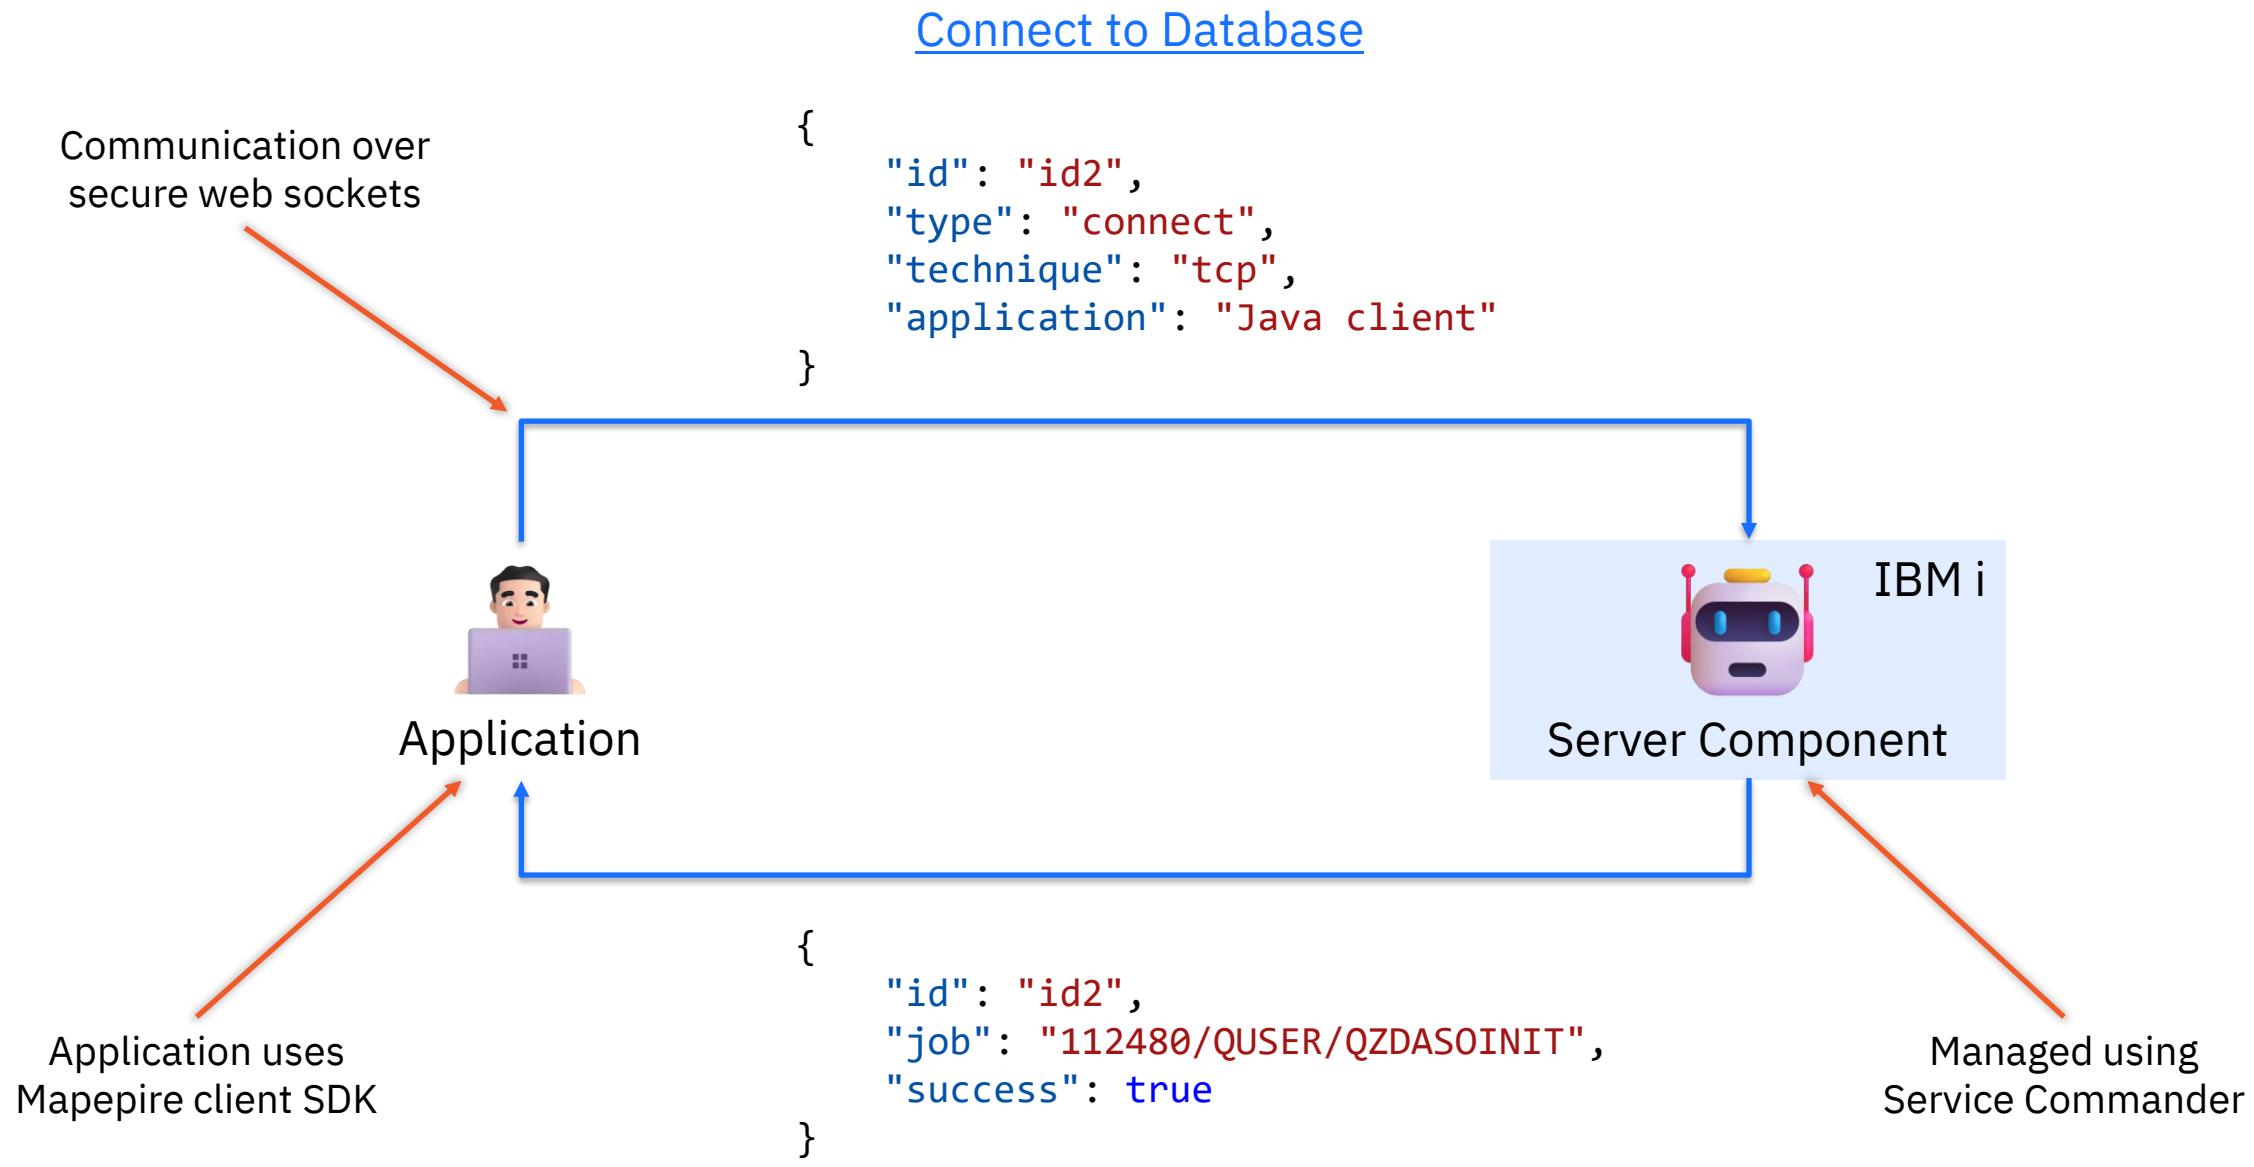 Connect to Database
Communication over
secure web sockets
{
"id": "id2",
"type": "connect",
"technique": "tcp",
"application": "Java client"
}
Application
IBM i
Server Component
Application uses
Mapepire client SDK
{
"id": "id2",
"job": "112480/QUSER/QZDASOINIT",
"success": true
}
Managed using
Service Commander